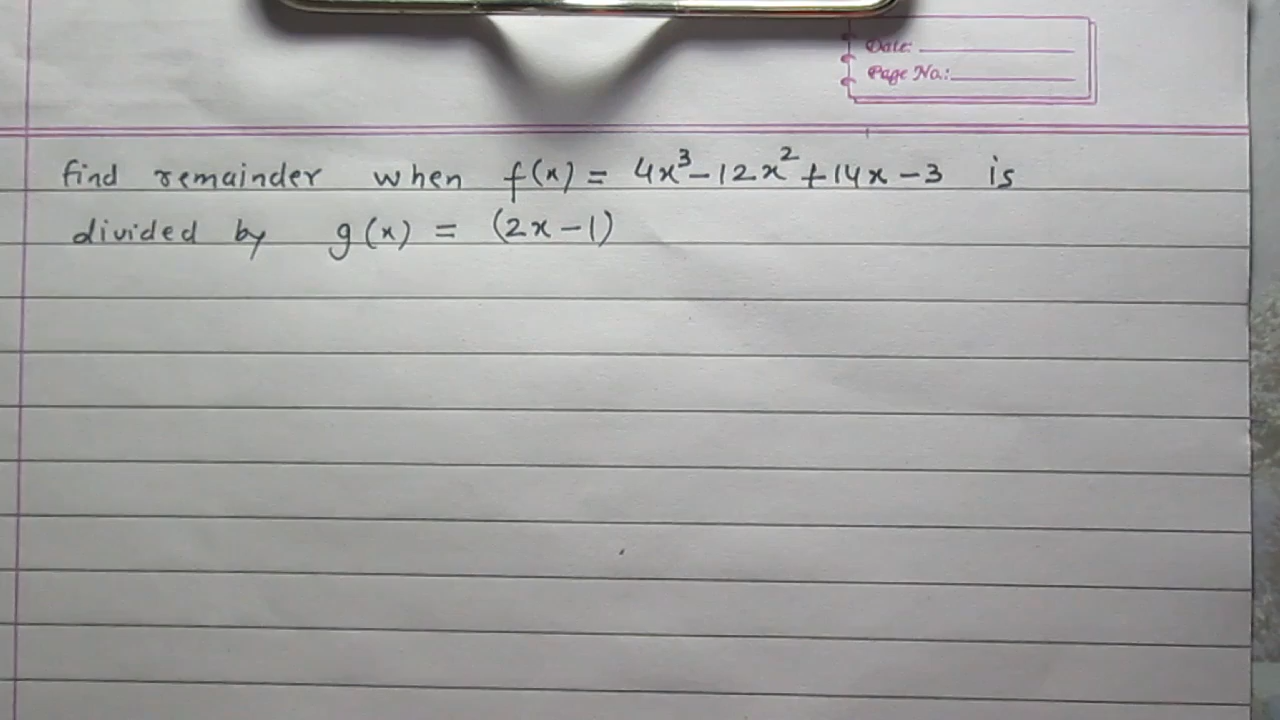 Date:
Page No.:
find remainder when f(x) = 4x³-12x²+14x-3 is
divided by g(x) = (2x-1)